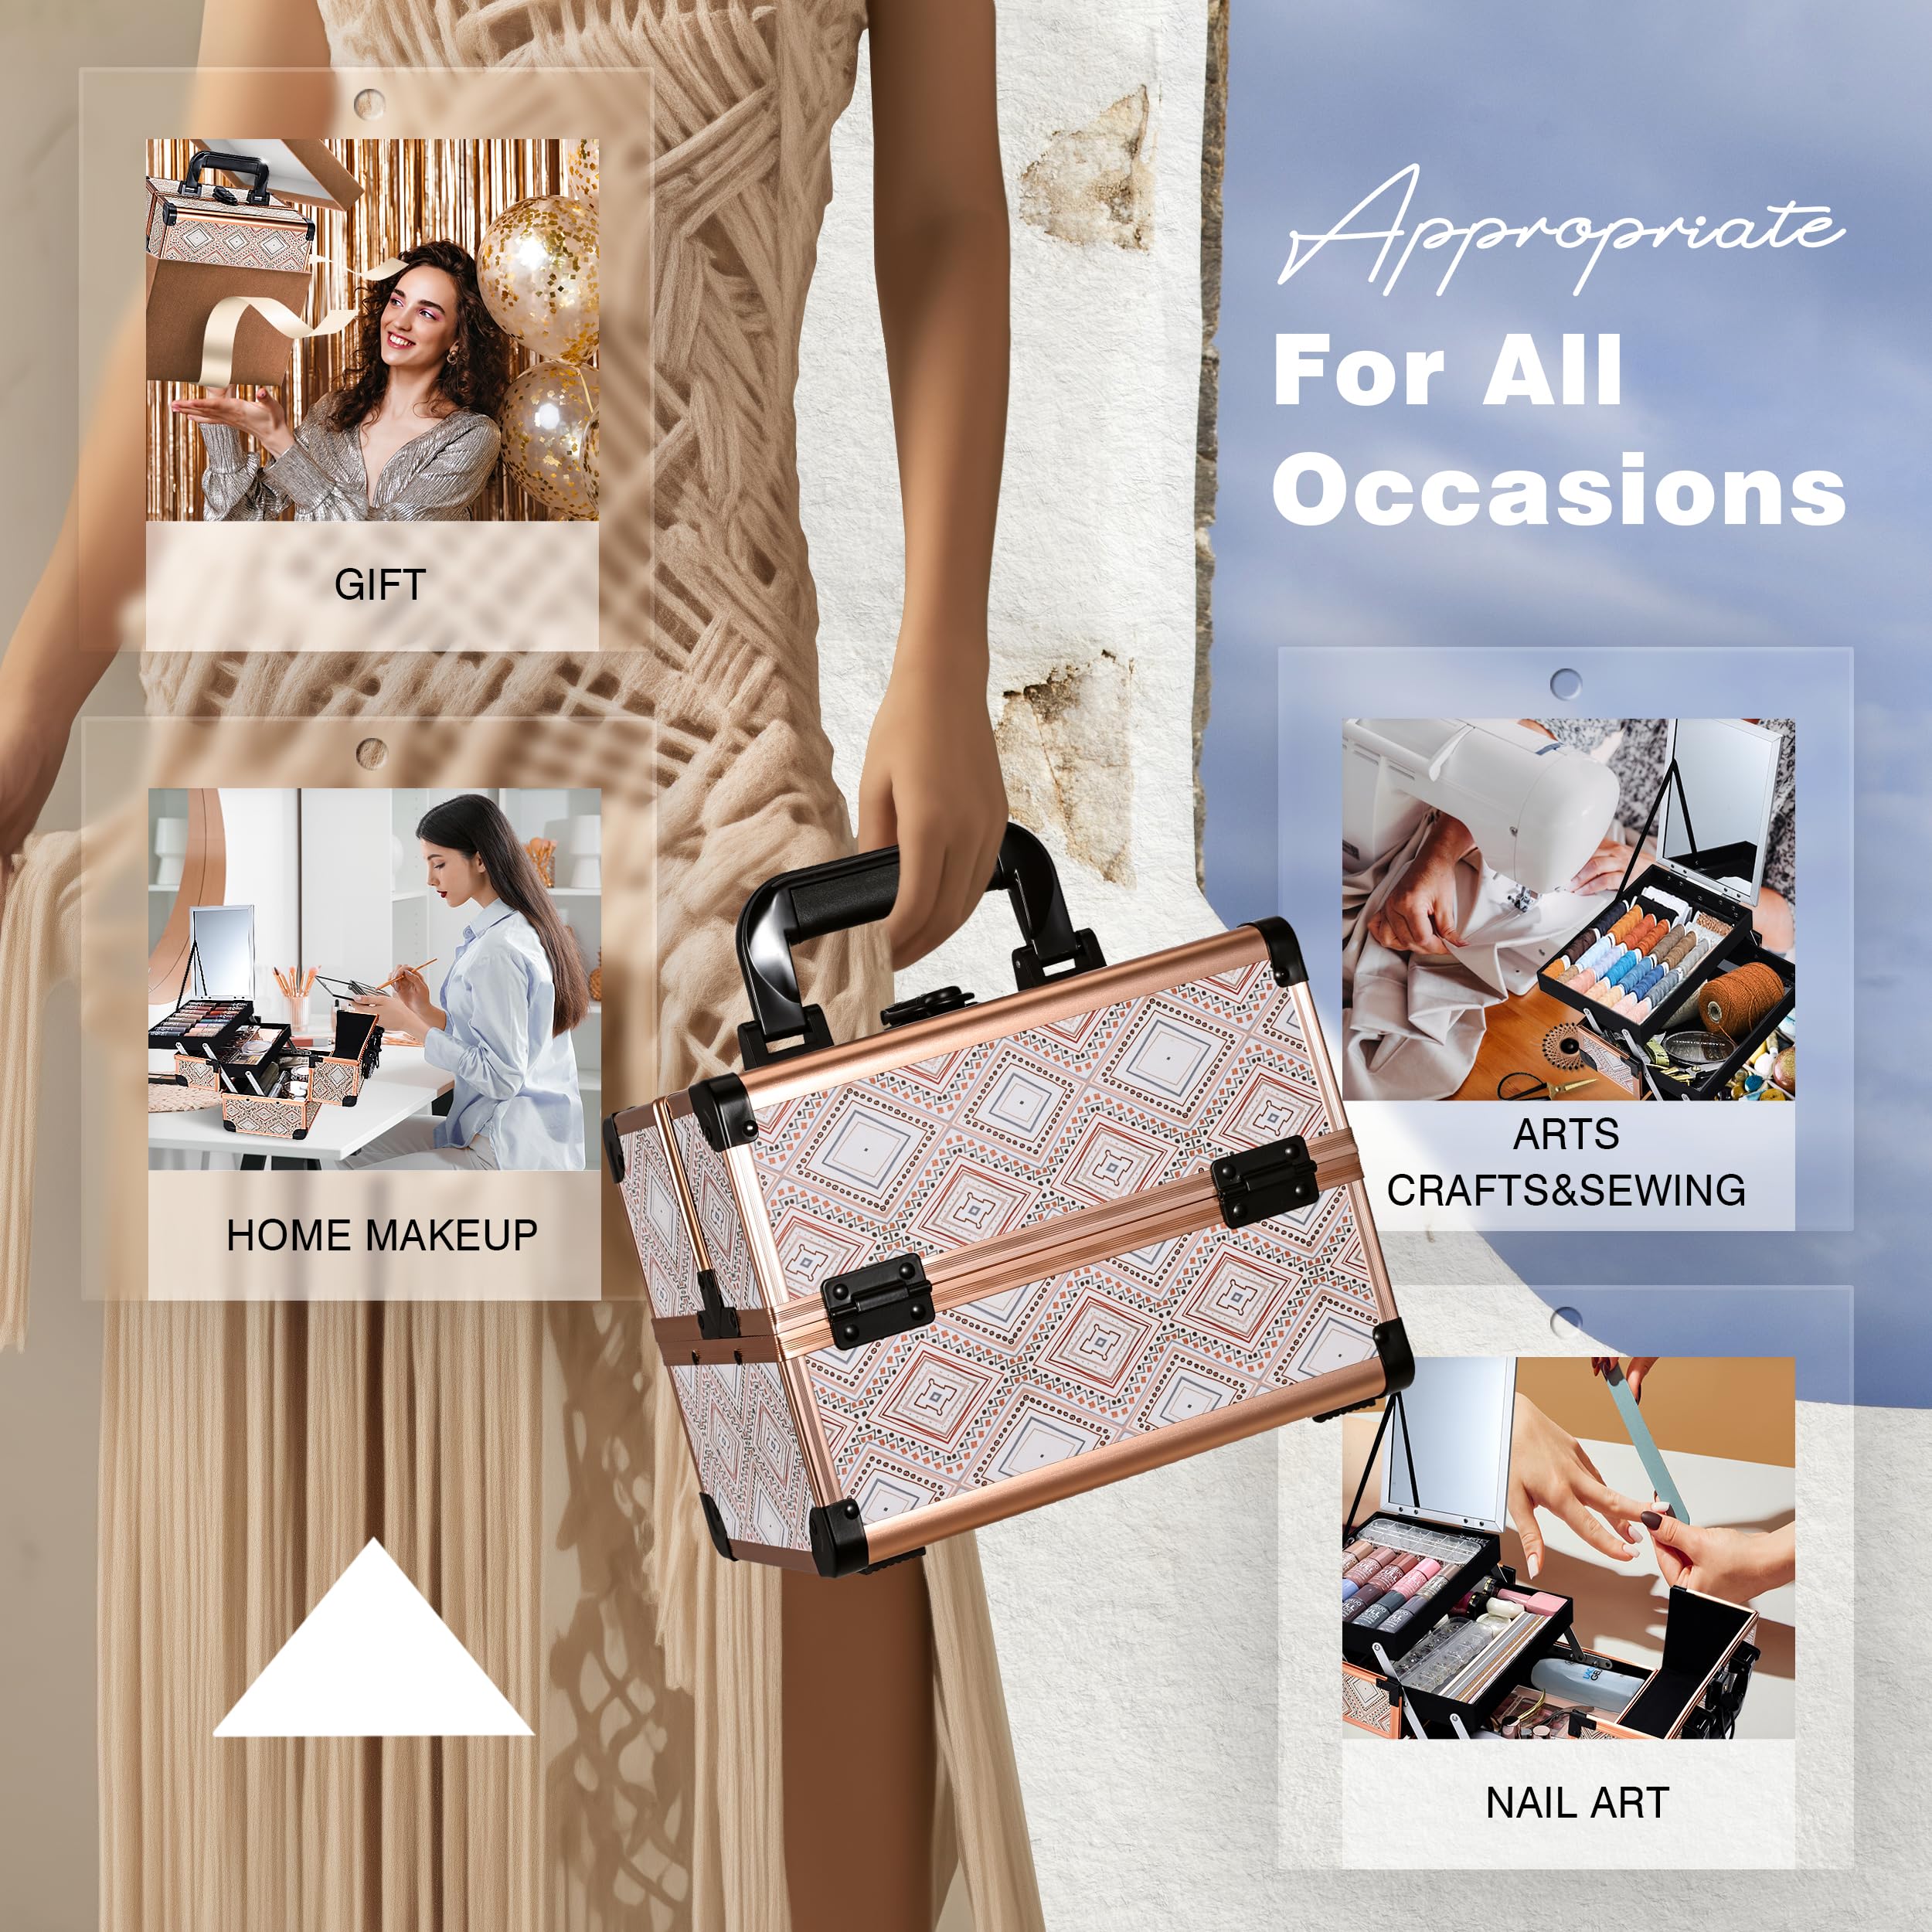 Appropriate
For All
Occasions
GIFT
HOME MAKEUP
ARTS
CRAFTS&SEWING
NAIL ART